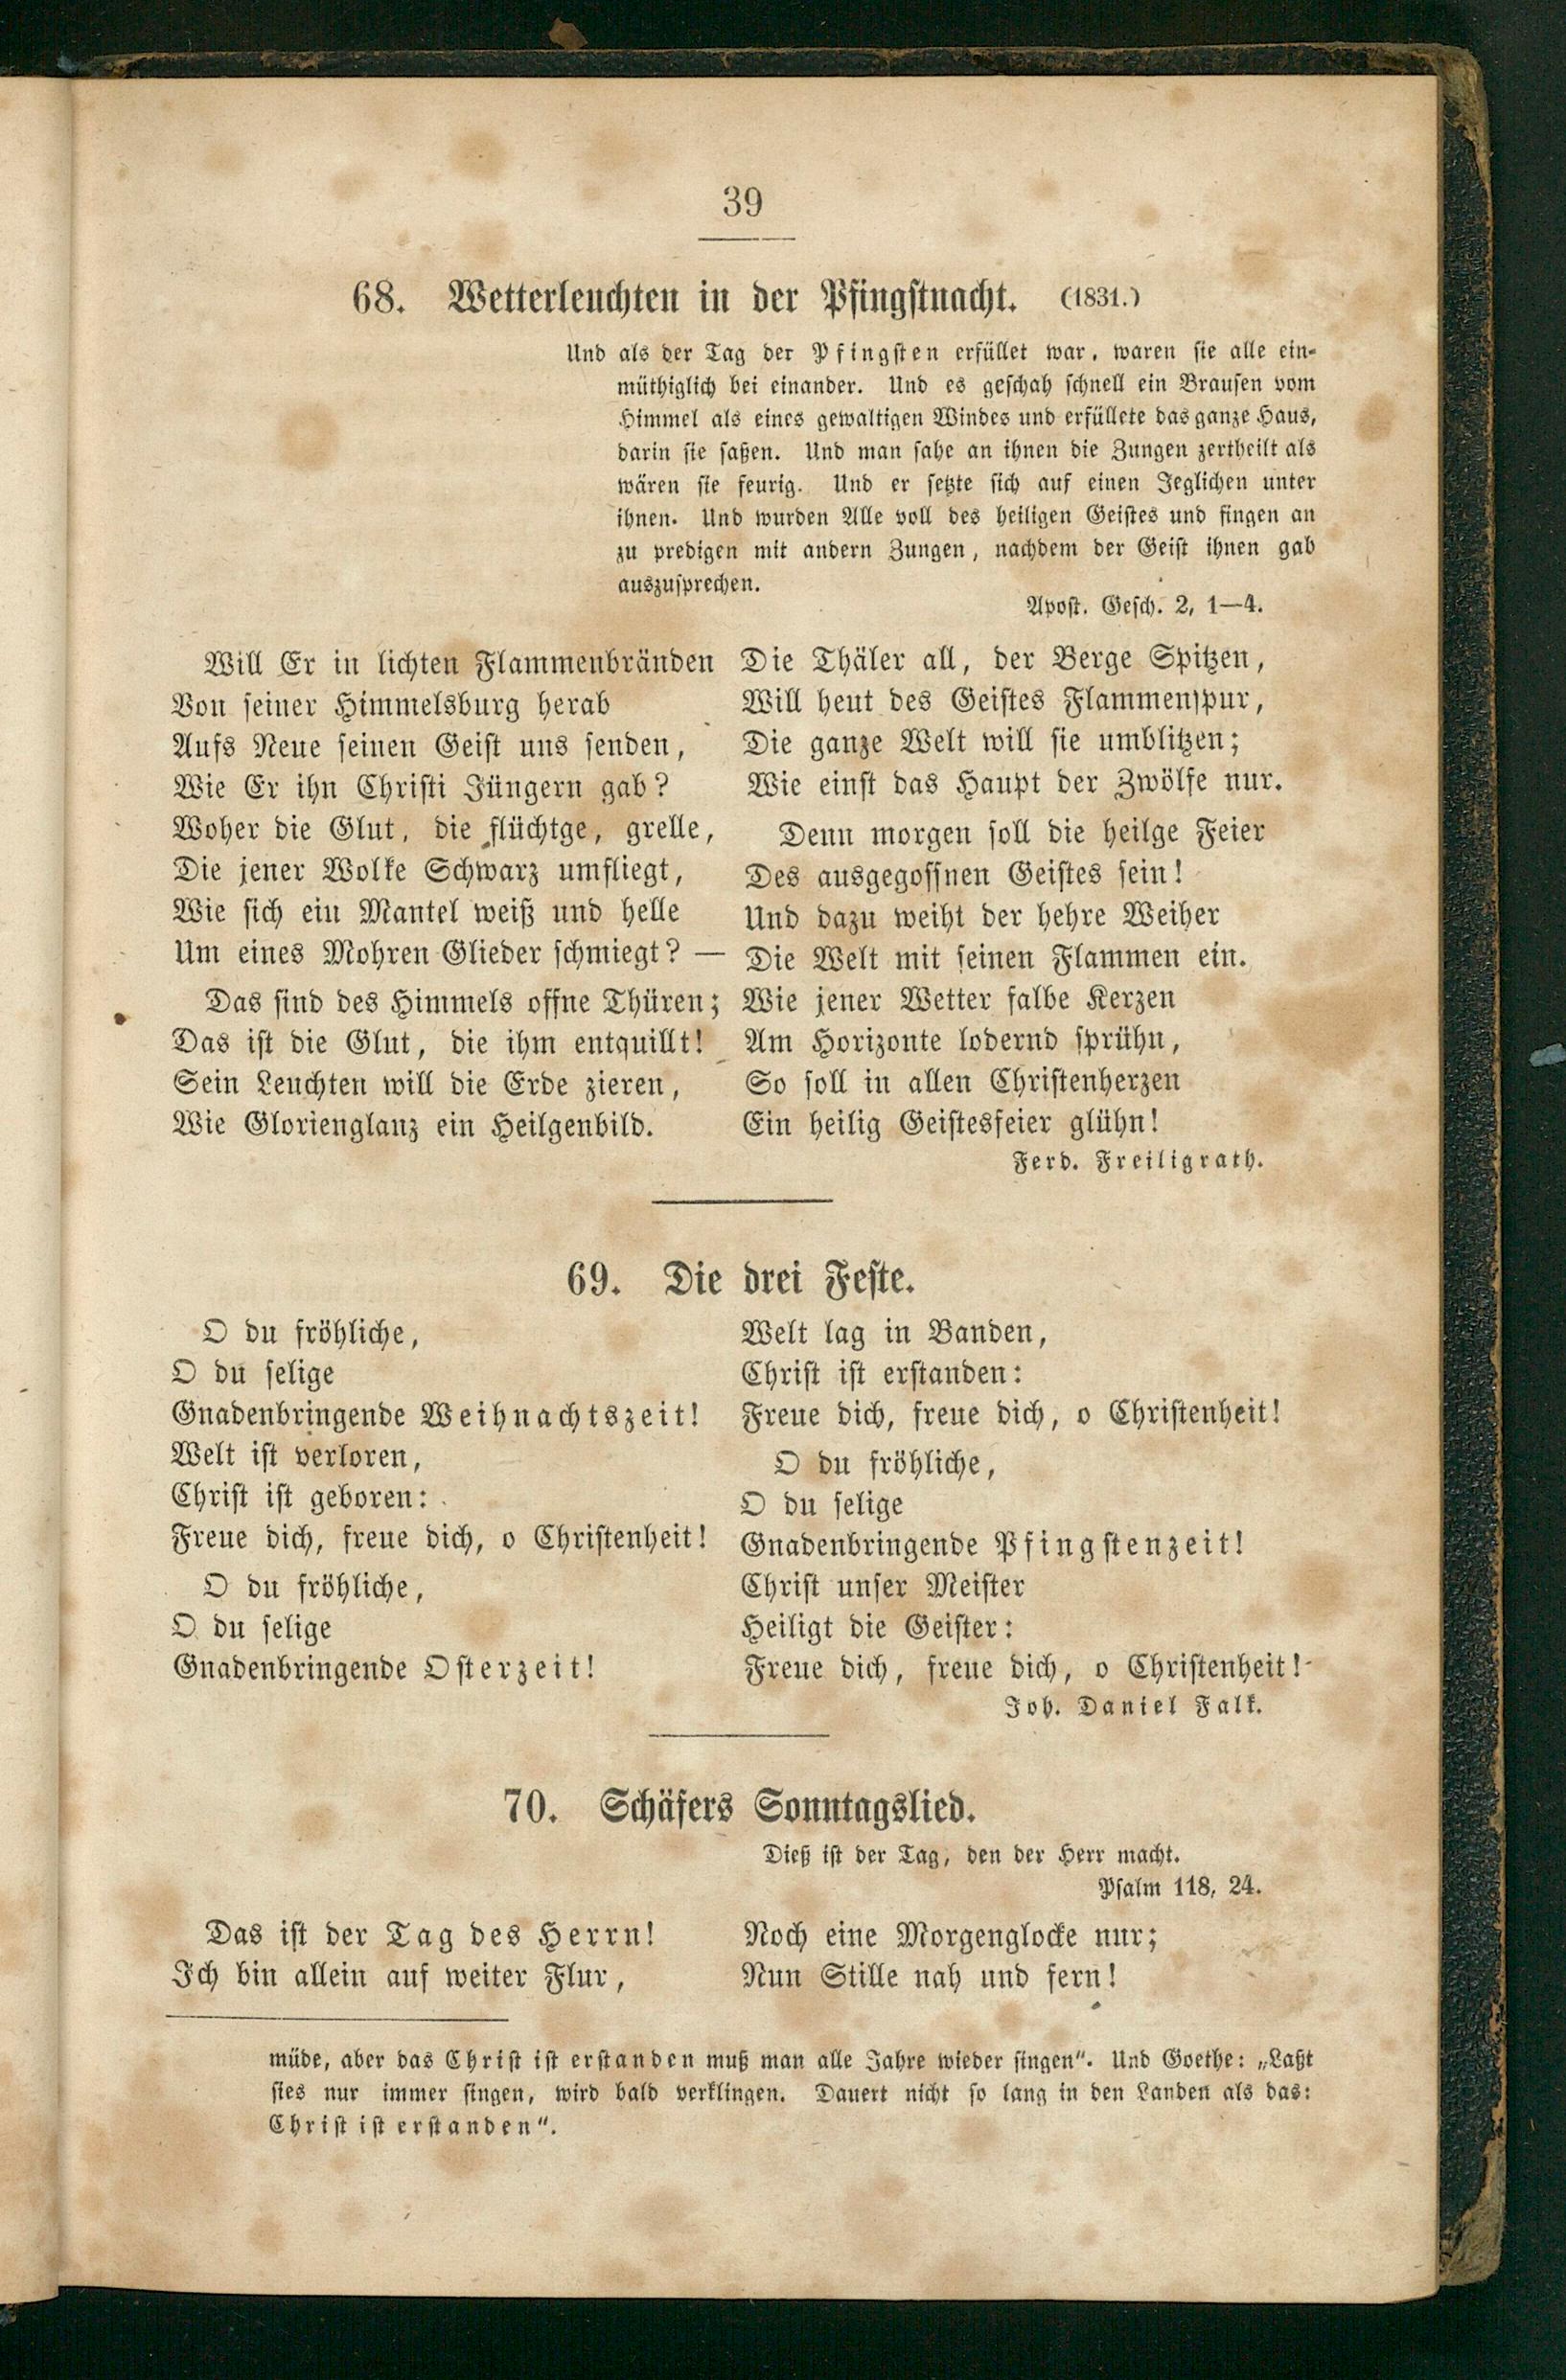 39
68. Wetterleuchten in der Pfingstnacht. (1831.)
Und als der Tag der Pfingsten erfüllet war, waren sie alle ein-
müthiglich bei einander. Und es geschah schnell ein Brausen vom
Himmel als eines gewaltigen Windes und erfüllete das ganze Haus,
darin sie saßen. Und man sahe an ihnen die Zungen zertheilt als
wären sie feurig. Und er setzte sich auf einen Jeglichen unter
ihnen. Und wurden Alle voll des heiligen Geistes und fingen an
zu predigen mit andern Zungen, nachdem der Geist ihnen gab
auszusprechen.
Apost. Gesch. 2, 1—4.
Will Er in lichten Flammenbränden
Von seiner Himmelsburg herab
Aufs Neue seinen Geist uns senden,
Wie Er ihn Christi Jüngern gab?
Woher die Glut, die flüchtge, grelle,
Die jener Wolke Schwarz umfliegt,
Wie sich ein Mantel weiß und helle
Um eines Mohren Glieder schmiegt? —
Das sind des Himmels offne Thüren;
Das ist die Glut, die ihm entquillt!
Sein Leuchten will die Erde zieren,
Wie Glorienglanz ein Heilgenbild.
Die Thäler all, der Berge Spitzen,
Will heut des Geistes Flammenspur,
Die ganze Welt will sie umblitzen;
Wie einst das Haupt der Zwölfe nur.
Denn morgen soll die heilge Feier
Des ausgegossnen Geistes sein!
Und dazu weiht der hehre Weiher
Die Welt mit seinen Flammen ein.
Wie jener Wetter falbe Kerzen
Am Horizonte lodernd sprühn,
So soll in allen Christenherzen
Ein heilig Geistesfeier glühn!
Ferd. Freiligrath.
69. Die drei Feste.
O du fröhliche,
O du selige
Gnadenbringende Weihnachtszeit!
Welt ist verloren,
Christ ist geboren:
Freue dich, freue dich, o Christenheit!
O du fröhliche,
O du selige
Gnadenbringende Osterzeit!
Welt lag in Banden,
Christ ist erstanden:
Freue dich, freue dich, o Christenheit!
O du fröhliche,
O du selige
Gnadenbringende Pfingstenzeit!
Christ unser Meister
Heiligt die Geister:
Freue dich, freue dich, o Christenheit!
Joh. Daniel Falk.
70. Schäfers Sonntagslied.
Dieß ist der Tag, den der Herr macht.
Psalm 118, 24.
Das ist der Tag des Herrn!
Ich bin allein auf weiter Flur,
Noch eine Morgenglocke nur;
Nun Stille nah und fern!
müde, aber das Christ ist erstanden muß man alle Jahre wieder singen“. Und Goethe: „Laßt
sies nur immer singen, wird bald verklingen. Dauert nicht so lang in den Landen als das:
Christ ist erstanden“.